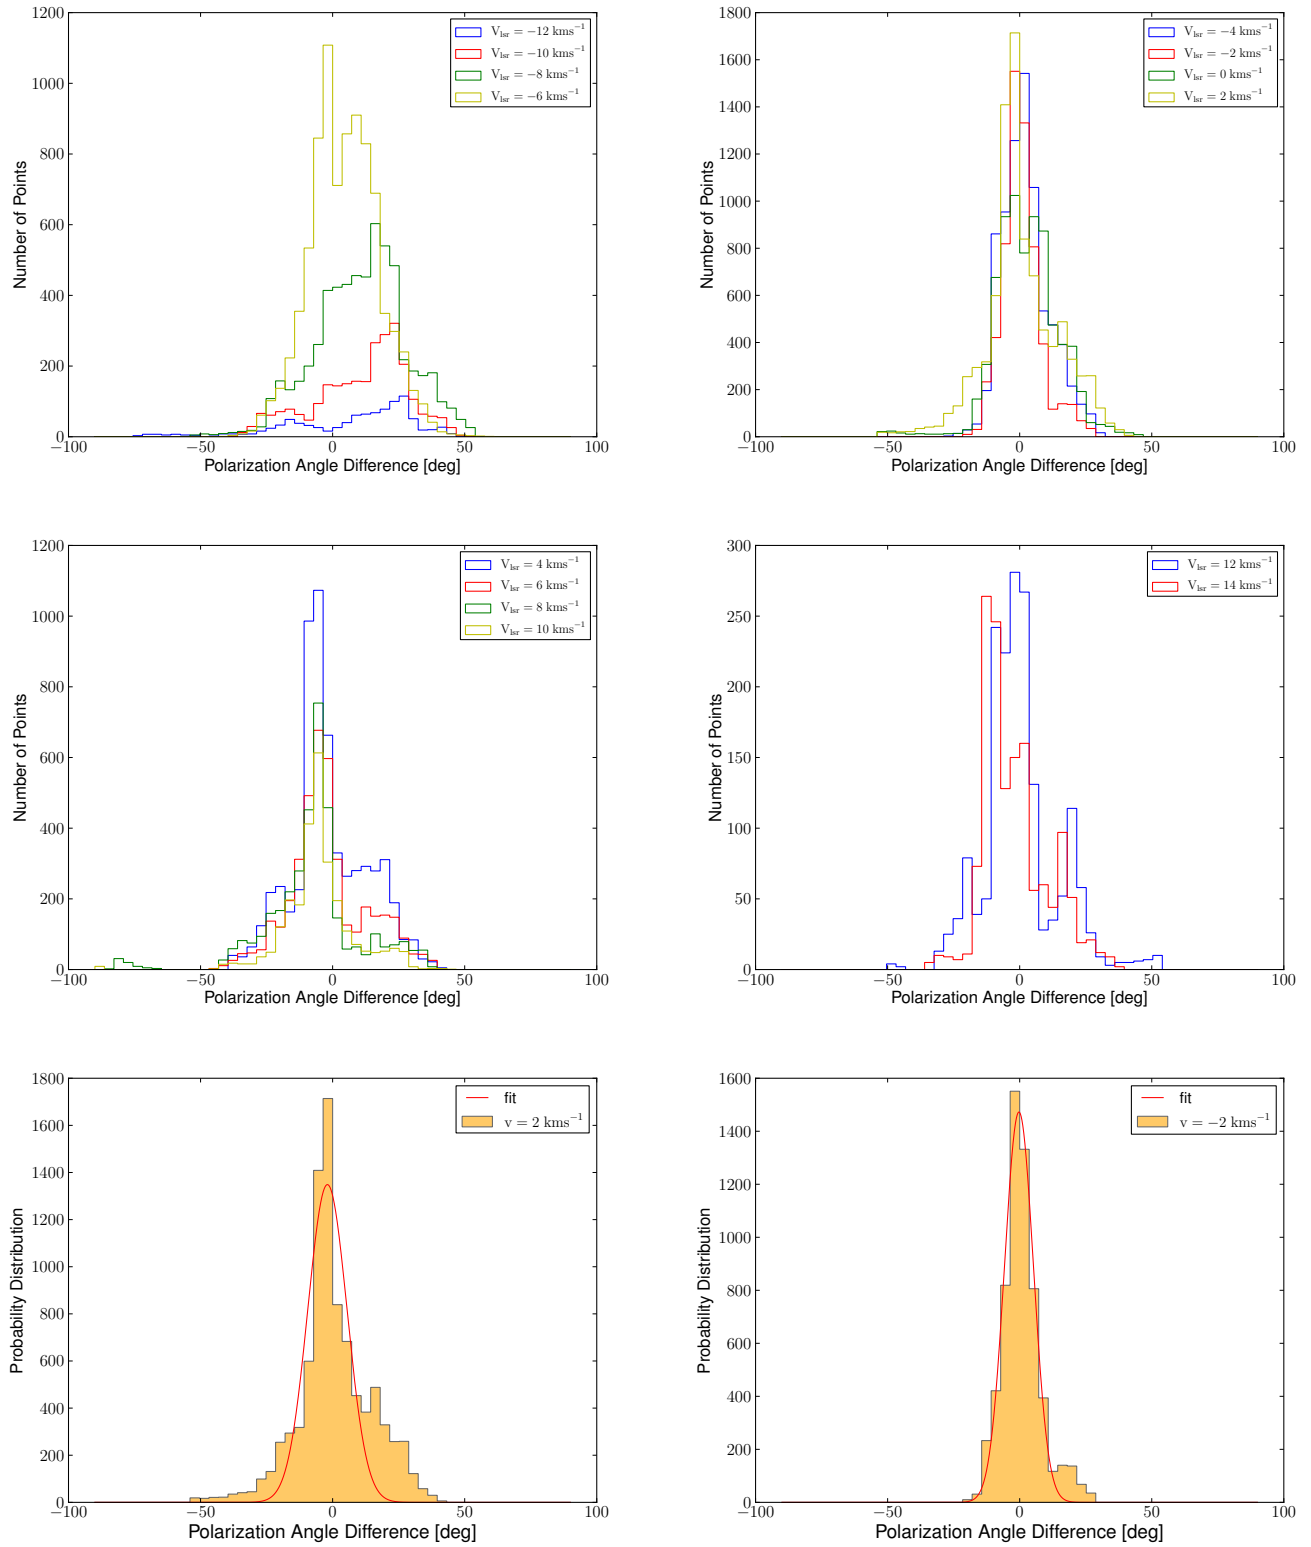 1200
1000
800
600
400
200
0
−100 −50 0 50 100
Number of Points
Polarization Angle Difference [deg]
V_lsr = −12 kms⁻¹
V_lsr = −10 kms⁻¹
V_lsr = −8 kms⁻¹
V_lsr = −6 kms⁻¹
1800
1600
1400
1200
1000
800
600
400
200
0
−100 −50 0 50 100
Number of Points
Polarization Angle Difference [deg]
V_lsr = −4 kms⁻¹
V_lsr = −2 kms⁻¹
V_lsr = 0 kms⁻¹
V_lsr = 2 kms⁻¹
1200
1000
800
600
400
200
0
−100 −50 0 50 100
Number of Points
Polarization Angle Difference [deg]
V_lsr = 4 kms⁻¹
V_lsr = 6 kms⁻¹
V_lsr = 8 kms⁻¹
V_lsr = 10 kms⁻¹
300
250
200
150
100
50
0
−100 −50 0 50 100
Number of Points
Polarization Angle Difference [deg]
V_lsr = 12 kms⁻¹
V_lsr = 14 kms⁻¹
1800
1600
1400
1200
1000
800
600
400
200
0
−100 −50 0 50 100
Probability Distribution
Polarization Angle Difference [deg]
fit
v = 2 kms⁻¹
1600
1400
1200
1000
800
600
400
200
0
−100 −50 0 50 100
Probability Distribution
Polarization Angle Difference [deg]
fit
v = −2 kms⁻¹